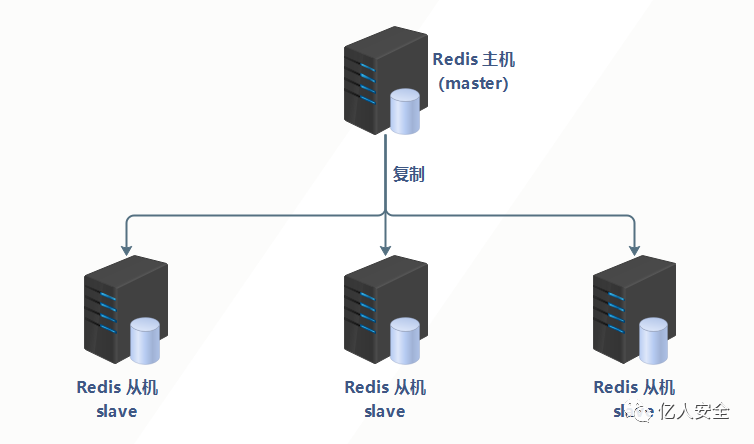 Redis 主机
（master）
复制
Redis 从机
slave
Redis 从机
slave
Redis 从机
slave
亿人安全